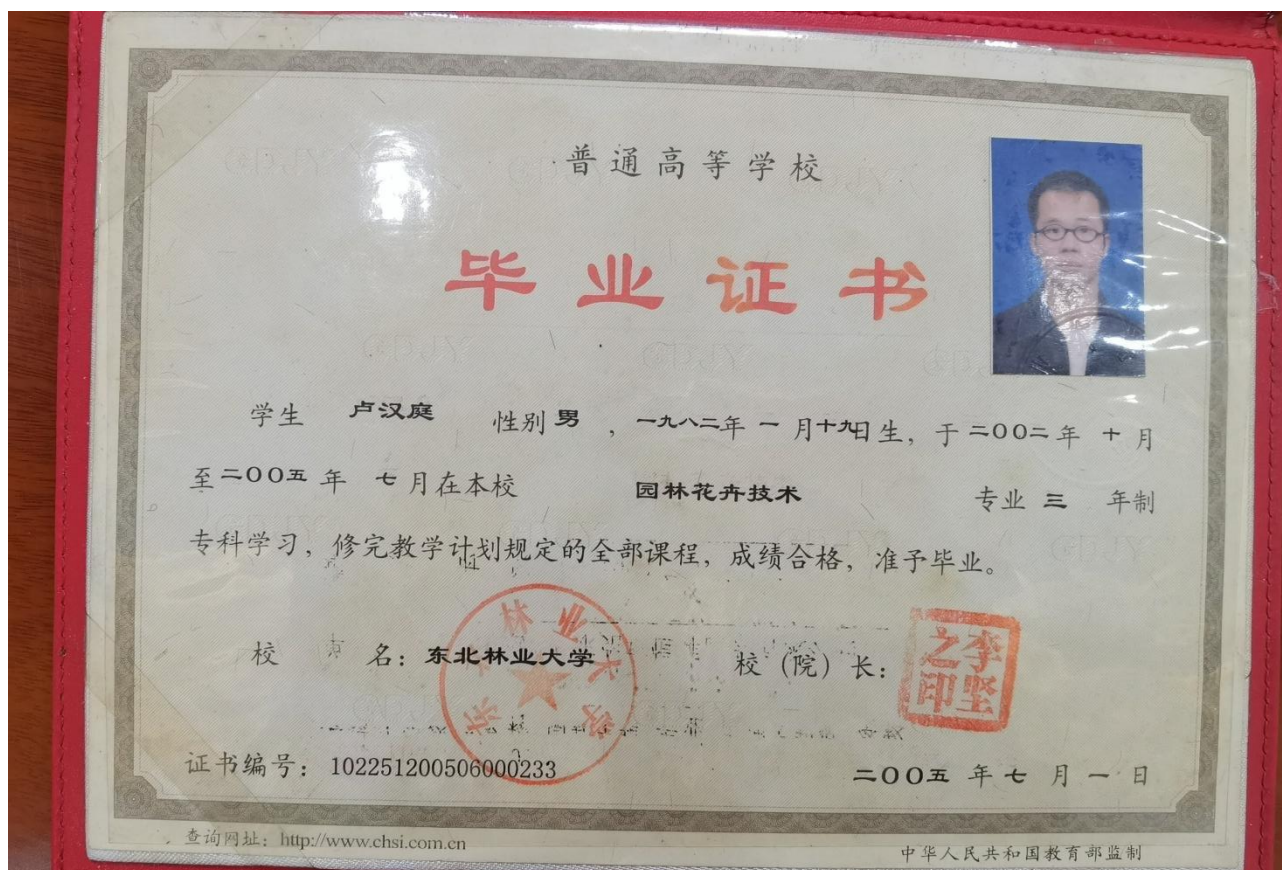 普通高等学校
毕业证书
学生 卢汉庭 性别 男 ，一九八二年 一 月十九日生，于二00二年 十 月
至二00五 年 七 月在本校 园林花卉技术 专业 三 年制
专科学习，修完教学计划规定的全部课程，成绩合格，准予毕业。
校 名：东北林业大学 校（院）长：
李坚之印
证书编号：102251200506000233 二00五 年 七 月 一 日
查询网址：http://www.chsi.com.cn
中华人民共和国教育部监制